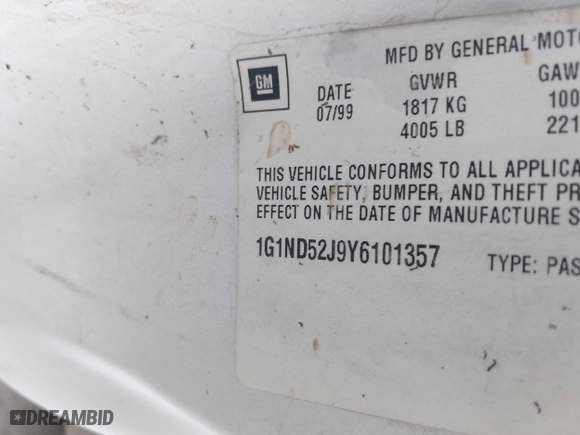 MFD BY GENERAL MOTO
GM
DATE
07/99
GVWR
1817 KG
4005 LB
GAW
100
221
THIS VEHICLE CONFORMS TO ALL APPLICA
VEHICLE SAFETY, BUMPER, AND THEFT PR
EFFECT ON THE DATE OF MANUFACTURE S
1G1ND52J9Y6101357
TYPE: PAS
DREAMBID